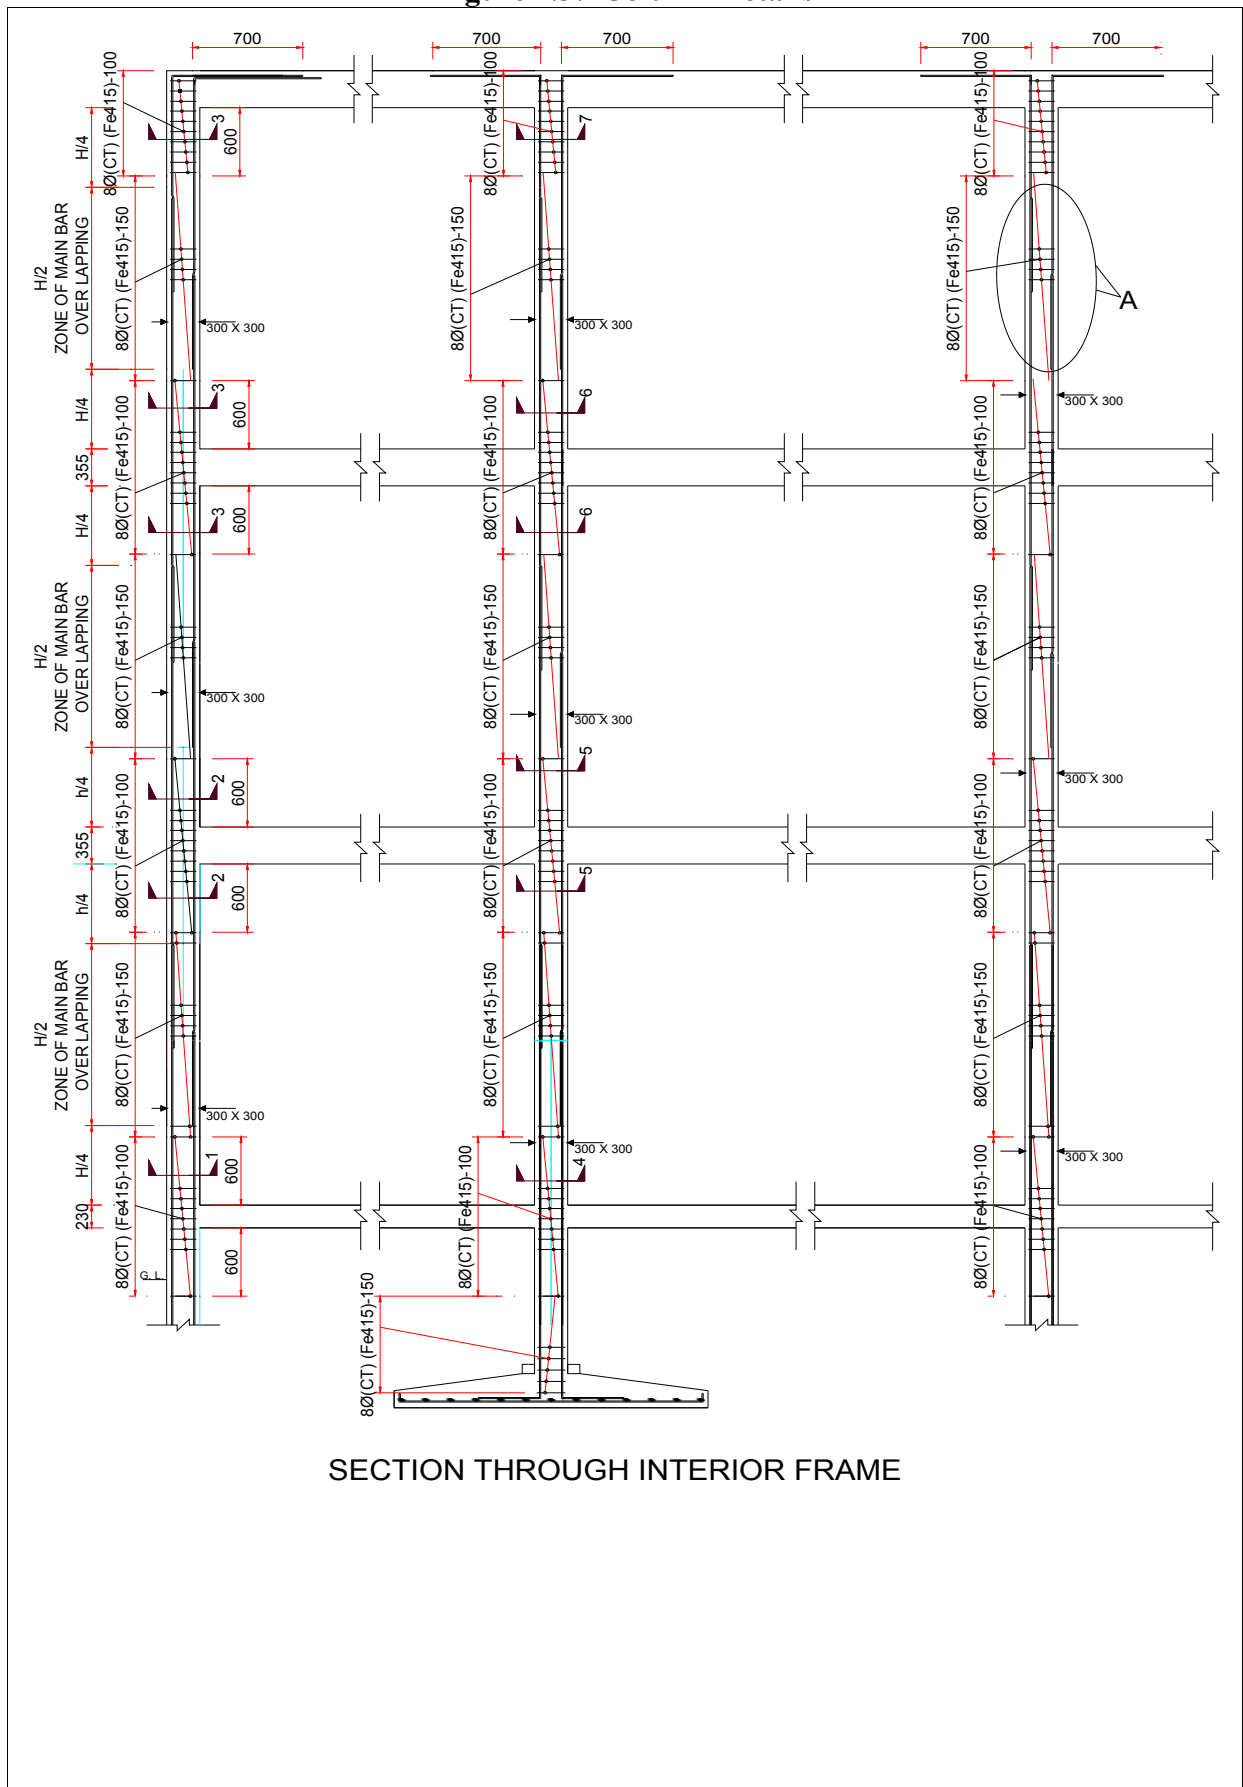 700
700
700
700
700
8Ø(CT) (Fe415)-100
8Ø(CT) (Fe415)-100
8Ø(CT) (Fe415)-100
3
7
600
H/4
H/2
ZONE OF MAIN BAR
OVER LAPPING
8Ø(CT) (Fe415)-150
8Ø(CT) (Fe415)-150
8Ø(CT) (Fe415)-150
A
300 X 300
300 X 300
300 X 300
H/4
3
6
600
8Ø(CT) (Fe415)-100
8Ø(CT) (Fe415)-100
8Ø(CT) (Fe415)-100
355
H/4
3
6
600
H/2
ZONE OF MAIN BAR
OVER LAPPING
8Ø(CT) (Fe415)-150
8Ø(CT) (Fe415)-150
8Ø(CT) (Fe415)-150
300 X 300
300 X 300
300 X 300
h/4
2
5
600
8Ø(CT) (Fe415)-100
8Ø(CT) (Fe415)-100
8Ø(CT) (Fe415)-100
355
h/4
2
5
600
H/2
ZONE OF MAIN BAR
OVER LAPPING
8Ø(CT) (Fe415)-150
8Ø(CT) (Fe415)-150
8Ø(CT) (Fe415)-150
300 X 300
300 X 300
300 X 300
H/4
1
4
600
8Ø(CT) (Fe415)-100
8Ø(CT) (Fe415)-100
8Ø(CT) (Fe415)-100
230
600
G. L.
8Ø(CT) (Fe415)-150
SECTION THROUGH INTERIOR FRAME